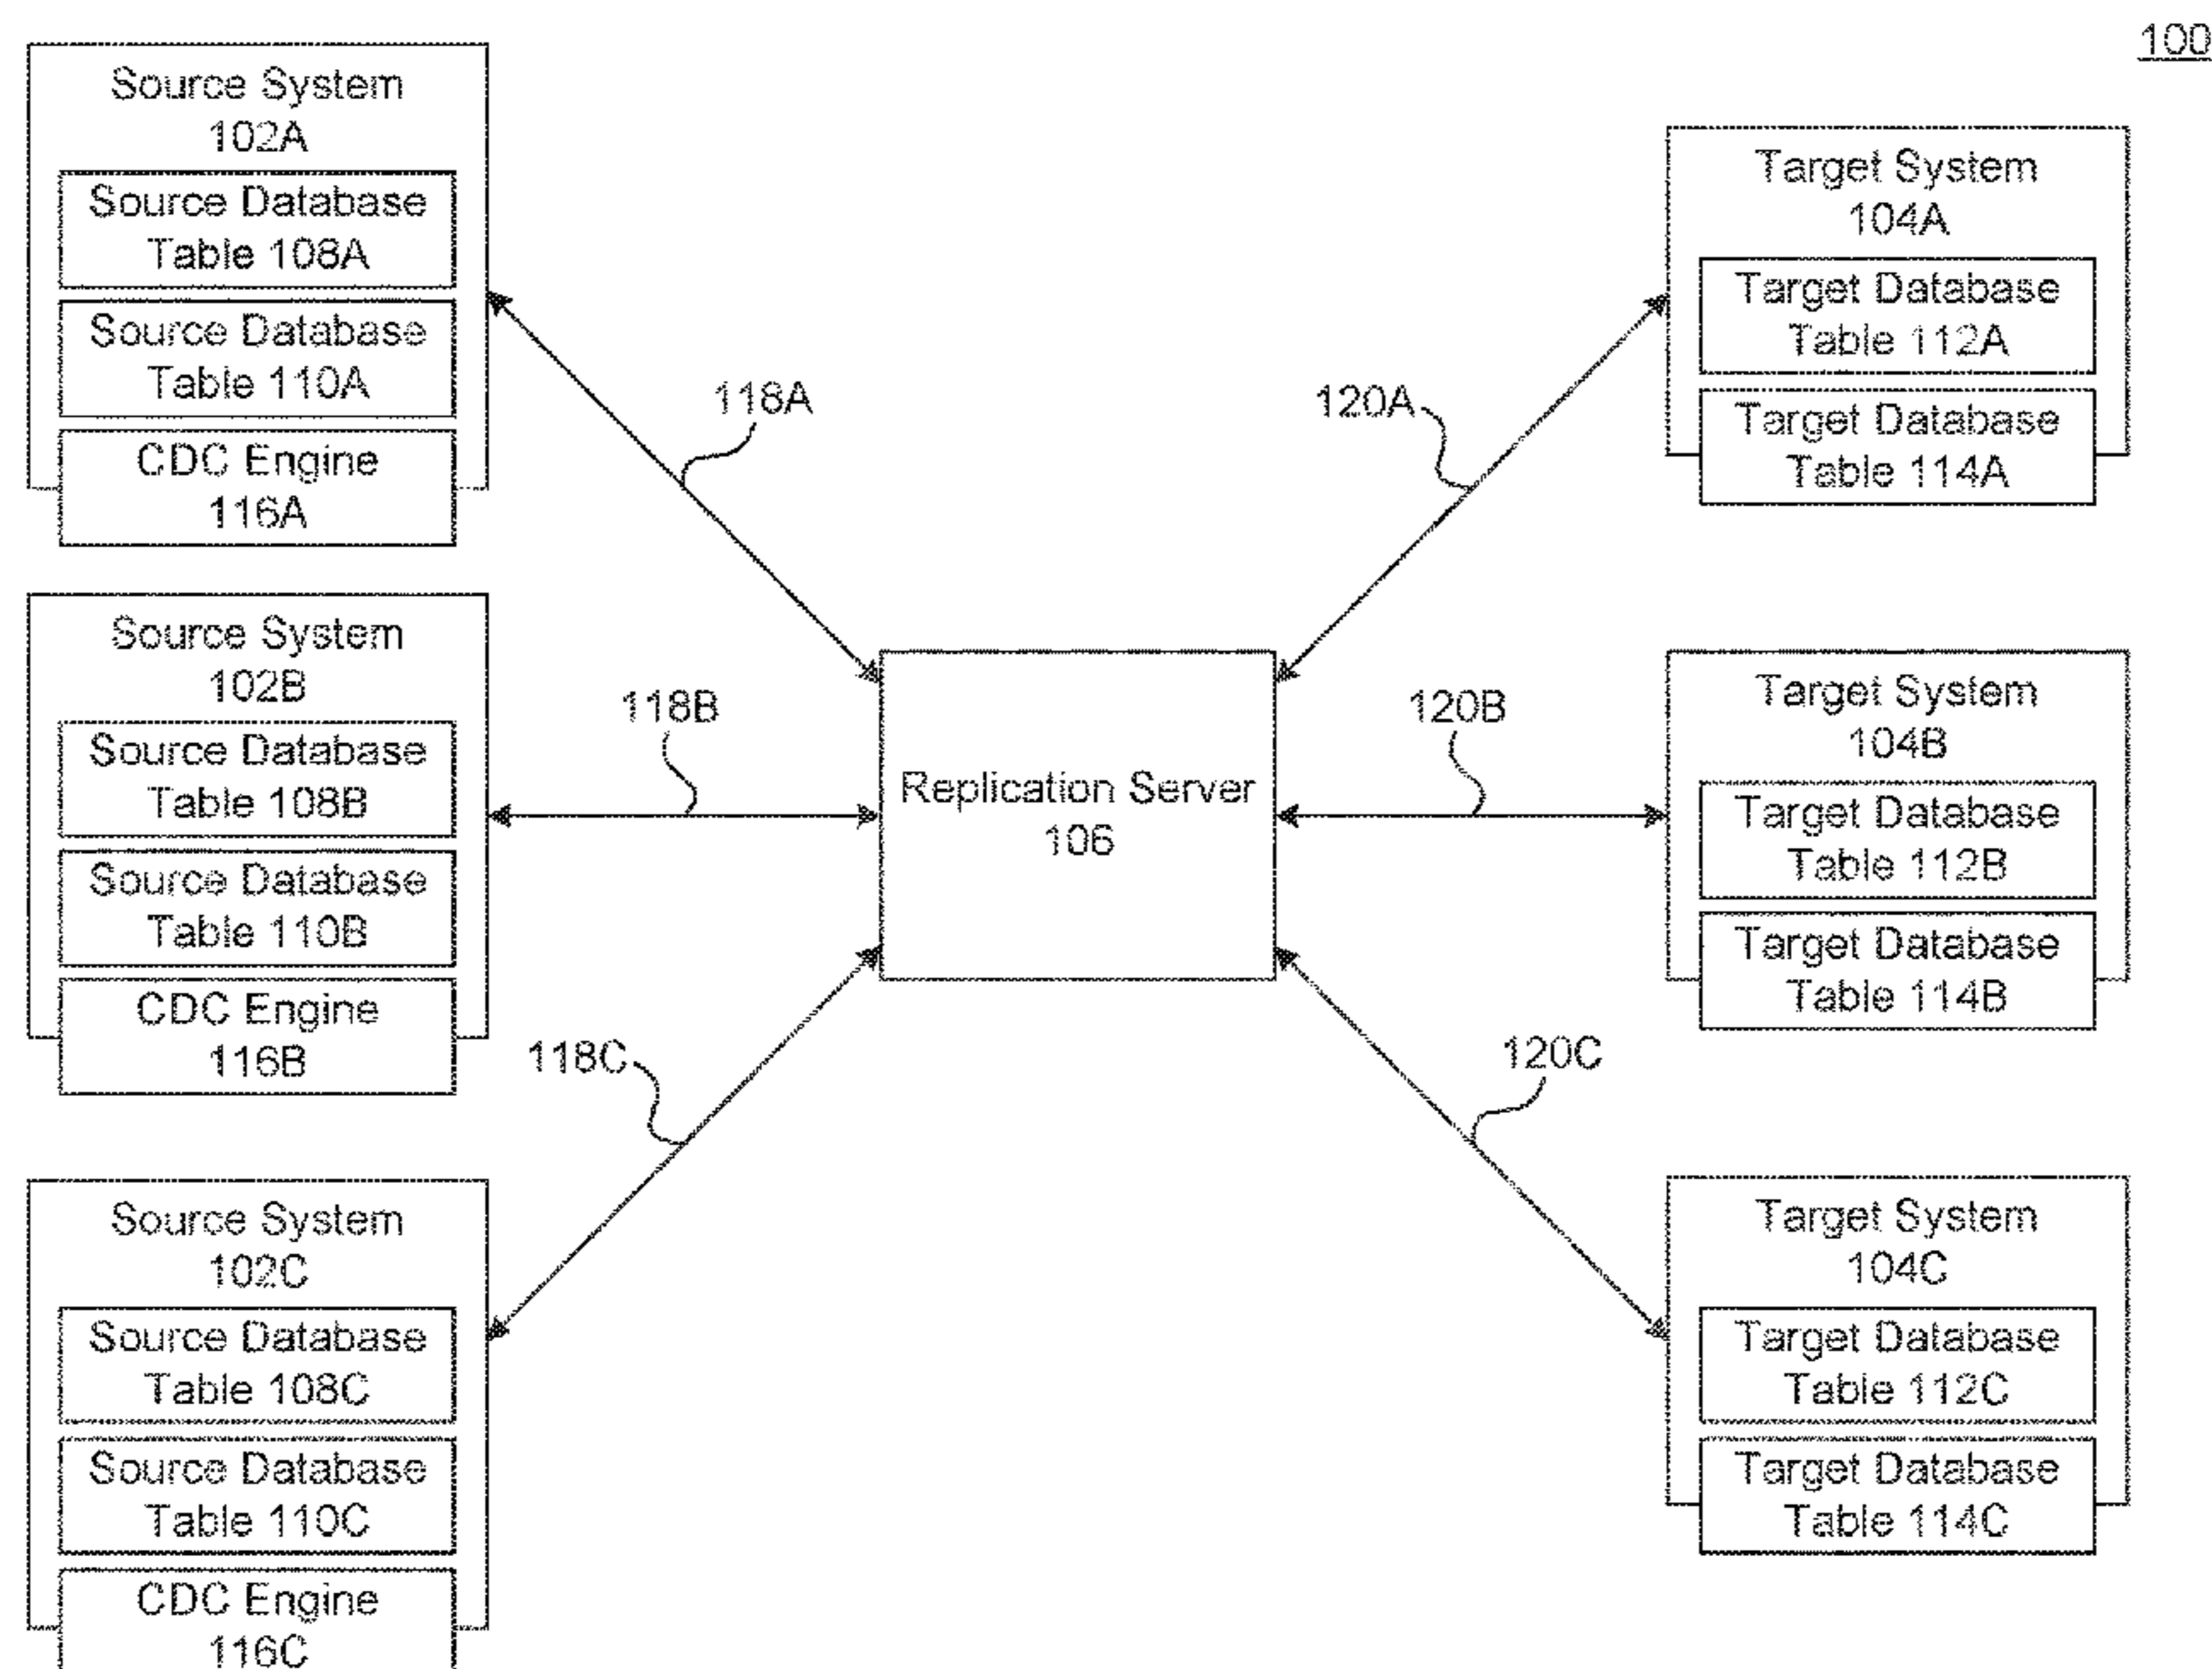 100
Source System
102A
Source Database
Table 108A
Source Database
Table 110A
CDC Engine
116A
Source System
102B
Source Database
Table 108B
Source Database
Table 110B
CDC Engine
116B
Source System
102C
Source Database
Table 108C
Source Database
Table 110C
CDC Engine
116C
118A
118B
118C
Replication Server
106
120A
120B
120C
Target System
104A
Target Database
Table 112A
Target Database
Table 114A
Target System
104B
Target Database
Table 112B
Target Database
Table 114B
Target System
104C
Target Database
Table 112C
Target Database
Table 114C